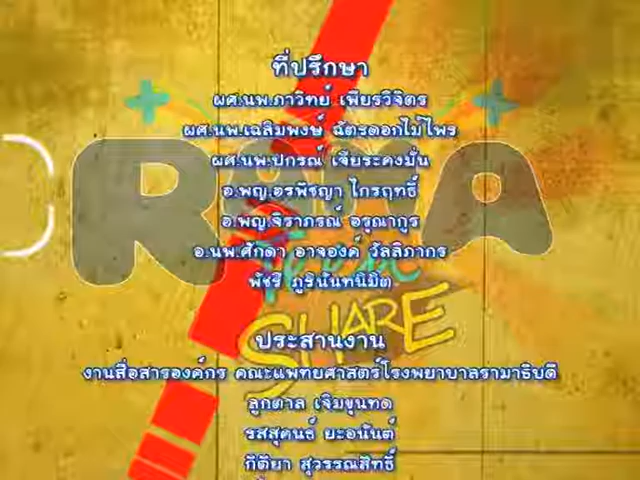 ที่ปรึกษา
ผศ.นพ.ภาวิทย์ เพียรวิจิตร
ผศ.นพ.เฉลิมพงษ์ ฉัตรดอกไม้ไพร
ผศ.นพ.ปกรณ์ เจียระคงมั่น
อ.พญ.อรพิชญา ไกรฤทธิ์
อ.พญ.จิราภรณ์ อรุณากูร
อ.นพ.ศักดา อาจองค์ วัลลิภากร
พัชรี ภูรินันทนิมิต
RAMA
Team
SHARE
ประสานงาน
งานสื่อสารองค์กร คณะแพทยศาสตร์โรงพยาบาลรามาธิบดี
ลูกตาล เจิมขุนทด
รสสุคนธ์ ยะอนันต์
กิติยา สุวรรณสิทธิ์